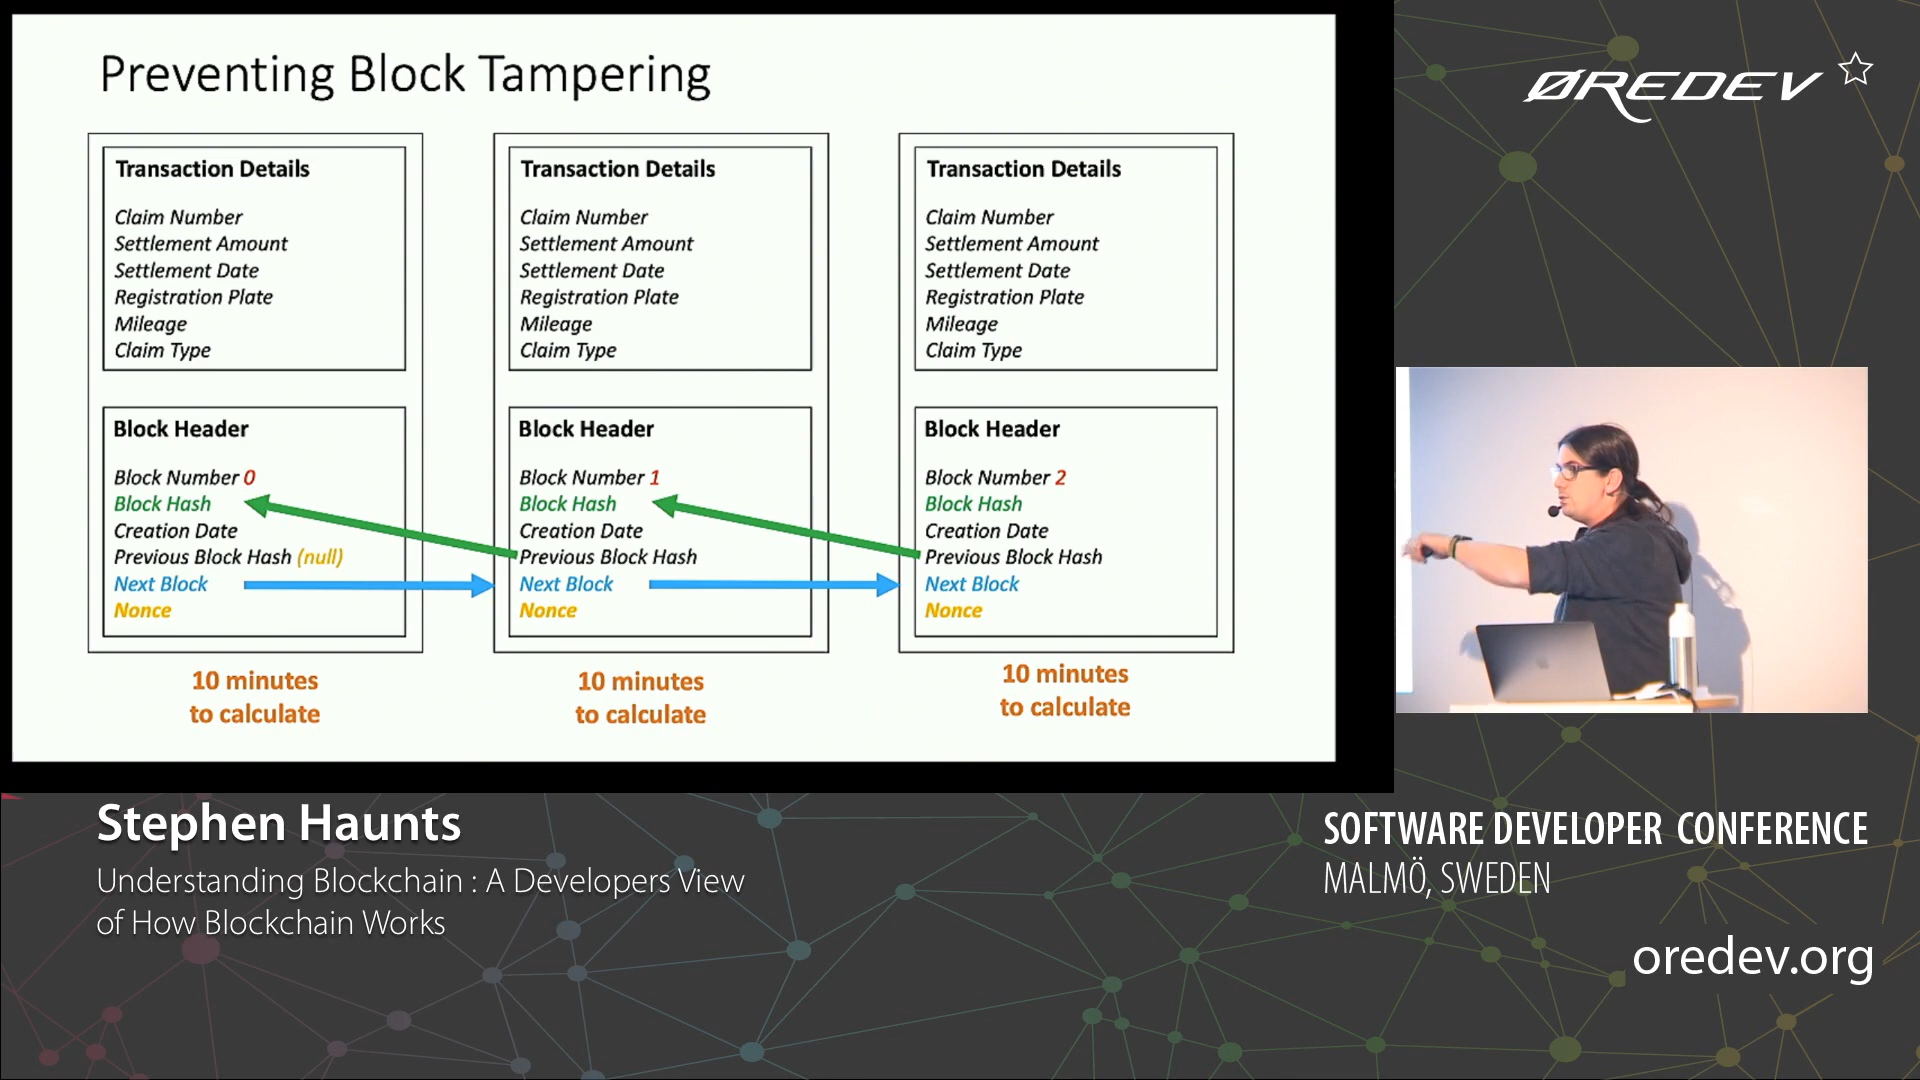 Preventing Block Tampering
Transaction Details
Claim Number
Settlement Amount
Settlement Date
Registration Plate
Mileage
Claim Type
Block Header
Block Number 0
Block Hash
Creation Date
Previous Block Hash (null)
Next Block
Nonce
10 minutes
to calculate
Transaction Details
Claim Number
Settlement Amount
Settlement Date
Registration Plate
Mileage
Claim Type
Block Header
Block Number 1
Block Hash
Creation Date
Previous Block Hash
Next Block
Nonce
10 minutes
to calculate
Transaction Details
Claim Number
Settlement Amount
Settlement Date
Registration Plate
Mileage
Claim Type
Block Header
Block Number 2
Block Hash
Creation Date
Previous Block Hash
Next Block
Nonce
10 minutes
to calculate
ØREDEV
Stephen Haunts
Understanding Blockchain : A Developers View
of How Blockchain Works
SOFTWARE DEVELOPER CONFERENCE
MALMÖ, SWEDEN
oredev.org